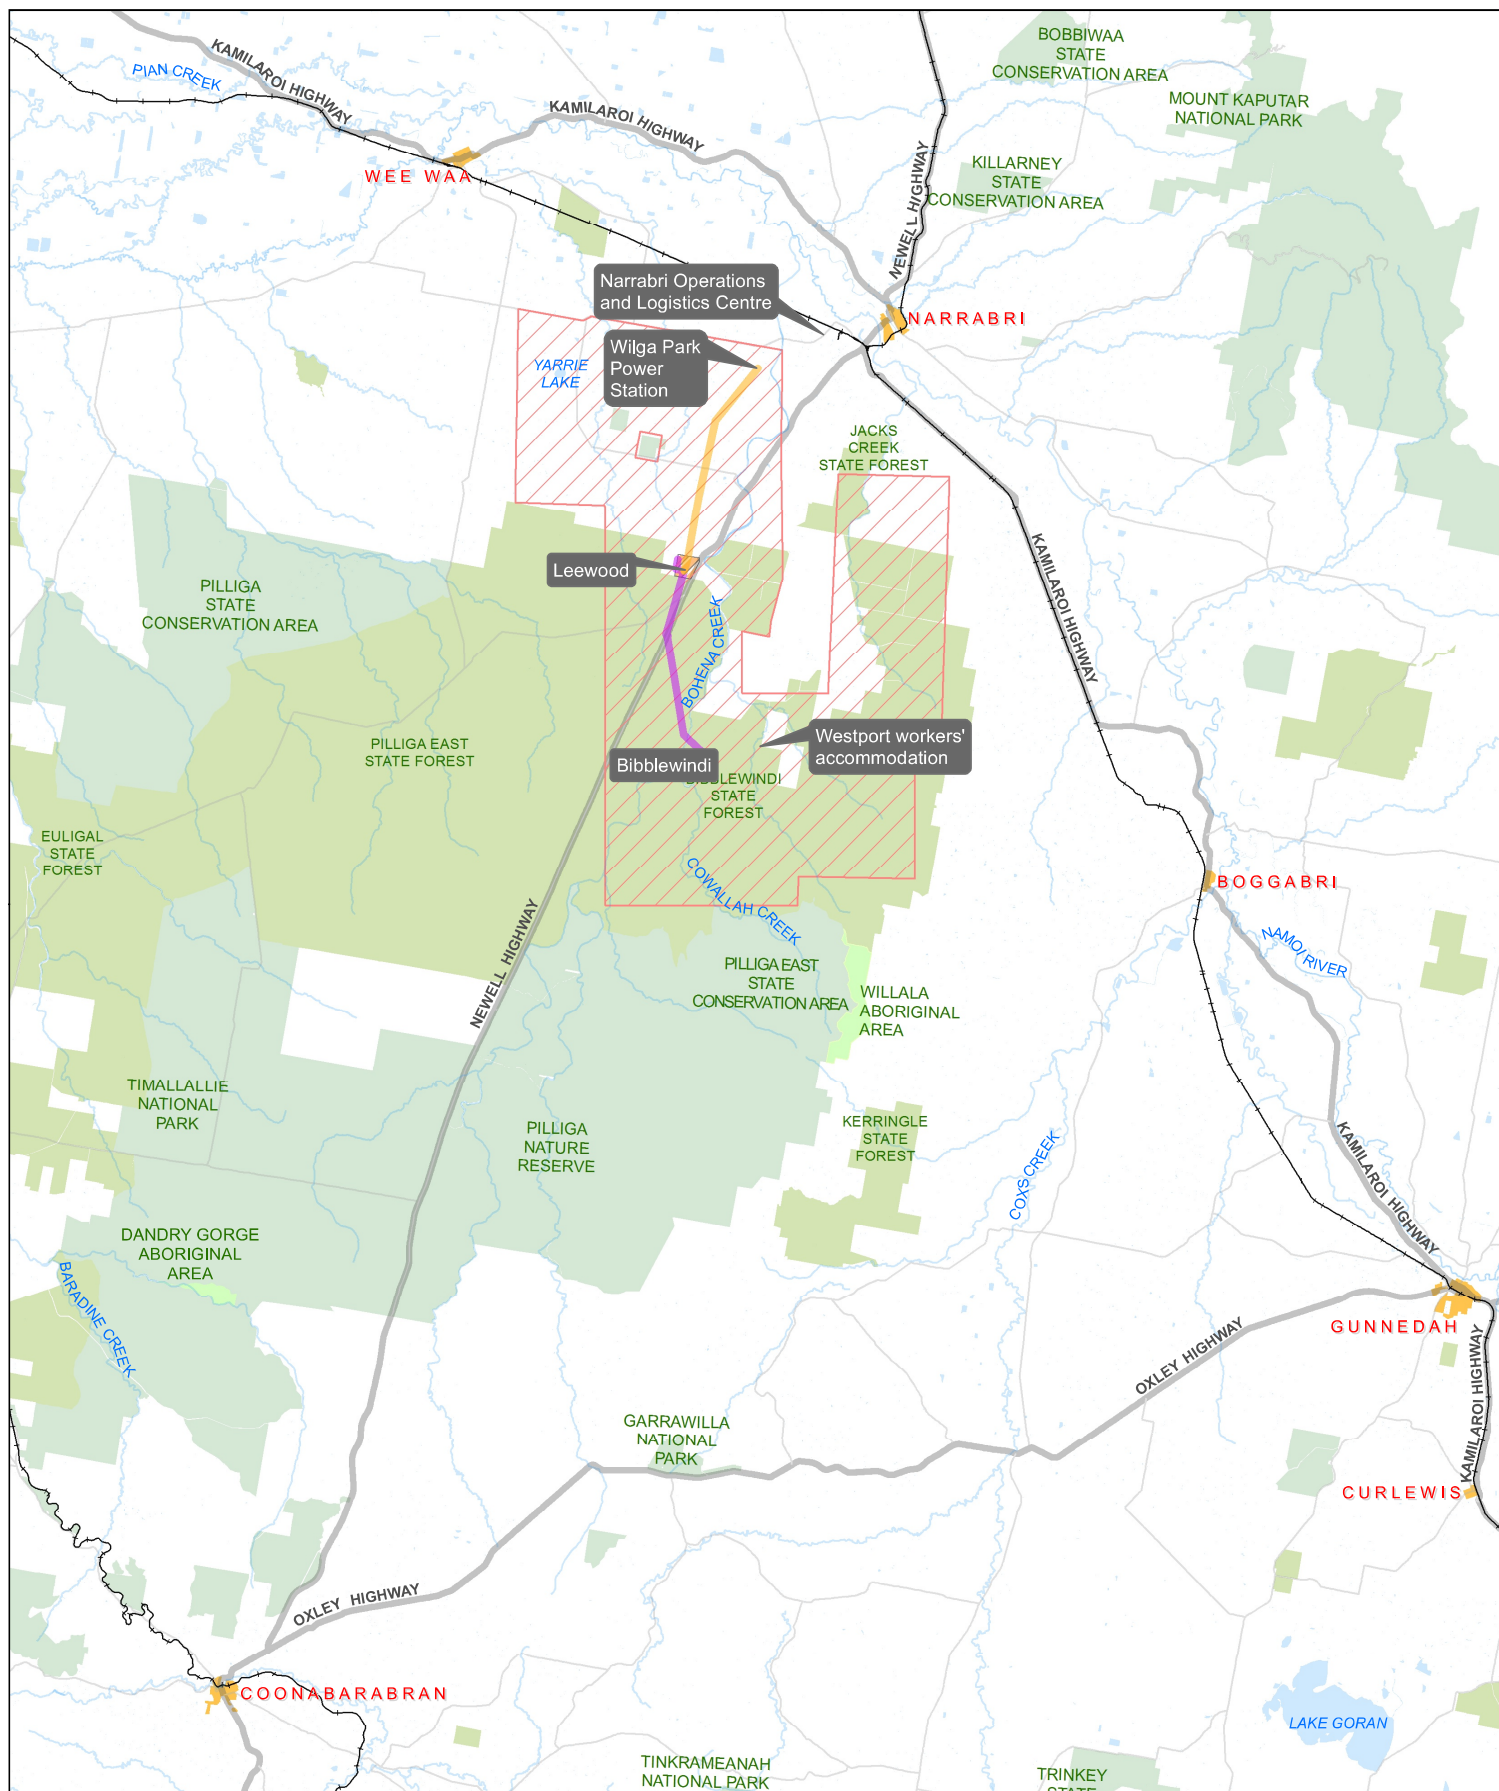 BOBBIWAA
STATE
CONSERVATION AREA
KAMILAROI HIGHWAY
PIAN CREEK
MOUNT KAPUTAR
NATIONAL PARK
KAMILAROI HIGHWAY
WEE WAA
KILLARNEY
STATE
CONSERVATION AREA
NEWELL HIGHWAY
Narrabri Operations
and Logistics Centre
NARRABRI
Wilga Park
Power
Station
YARRIE
LAKE
JACKS
CREEK
STATE FOREST
KAMILAROI HIGHWAY
Leewood
PILLIGA
STATE
CONSERVATION AREA
BOHENA CREEK
PILLIGA EAST
STATE FOREST
Westport workers'
accommodation
Bibblewindi
BIBBLEWINDI
STATE
FOREST
EULIGAL
STATE
FOREST
COWALLAH CREEK
BOGGABRI
NEWELL HIGHWAY
NAMOI RIVER
PILLIGA EAST
STATE
CONSERVATION AREA
WILLALA
ABORIGINAL
AREA
TIMALLALLIE
NATIONAL
PARK
PILLIGA
NATURE
RESERVE
KERRINGLE
STATE
FOREST
COXS CREEK
KAMILAROI HIGHWAY
DANDRY GORGE
ABORIGINAL
AREA
BARADINE CREEK
GUNNEDAH
OXLEY HIGHWAY
KAMILAROI HIGHWAY
GARRAWILLA
NATIONAL
PARK
CURLEWIS
OXLEY HIGHWAY
COONABARABRAN
LAKE GORAN
TINKRAMEANAH
NATIONAL PARK
TRINKEY
STATE